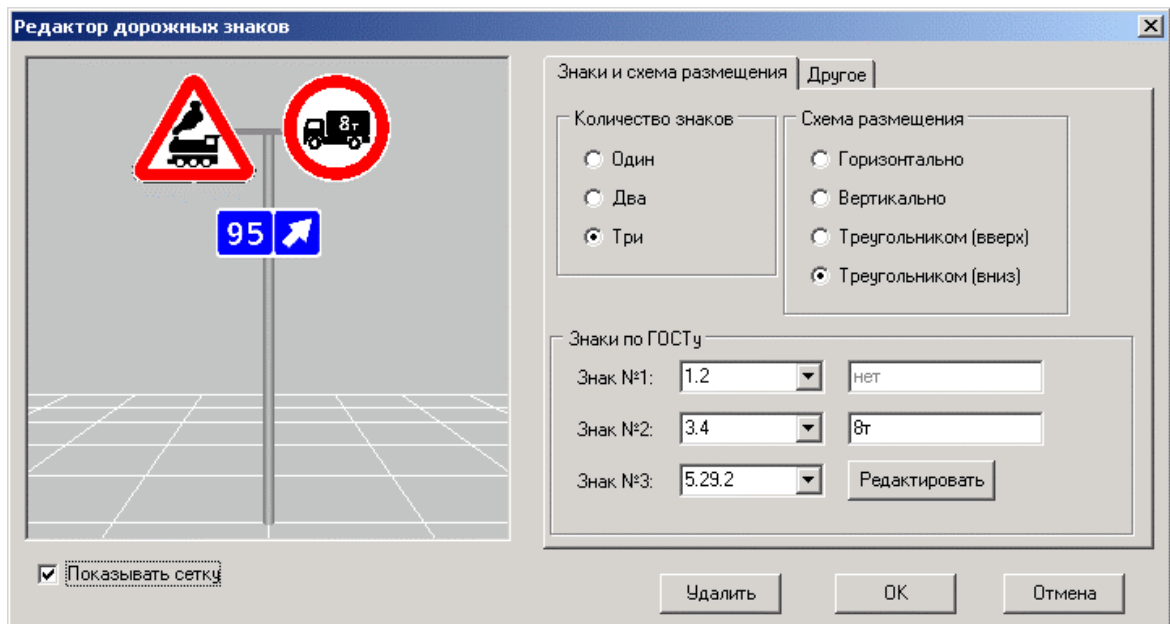 Редактор дорожных знаков
8т
95
Знаки и схема размещения
Другое
Количество знаков
Один
Два
Три
Схема размещения
Горизонтально
Вертикально
Треугольником (вверх)
Треугольником (вниз)
Знаки по ГОСТу
Знак №1: 1.2 нет
Знак №2: 3.4 8т
Знак №3: 5.29.2 Редактировать
Показывать сетку
Удалить OK Отмена